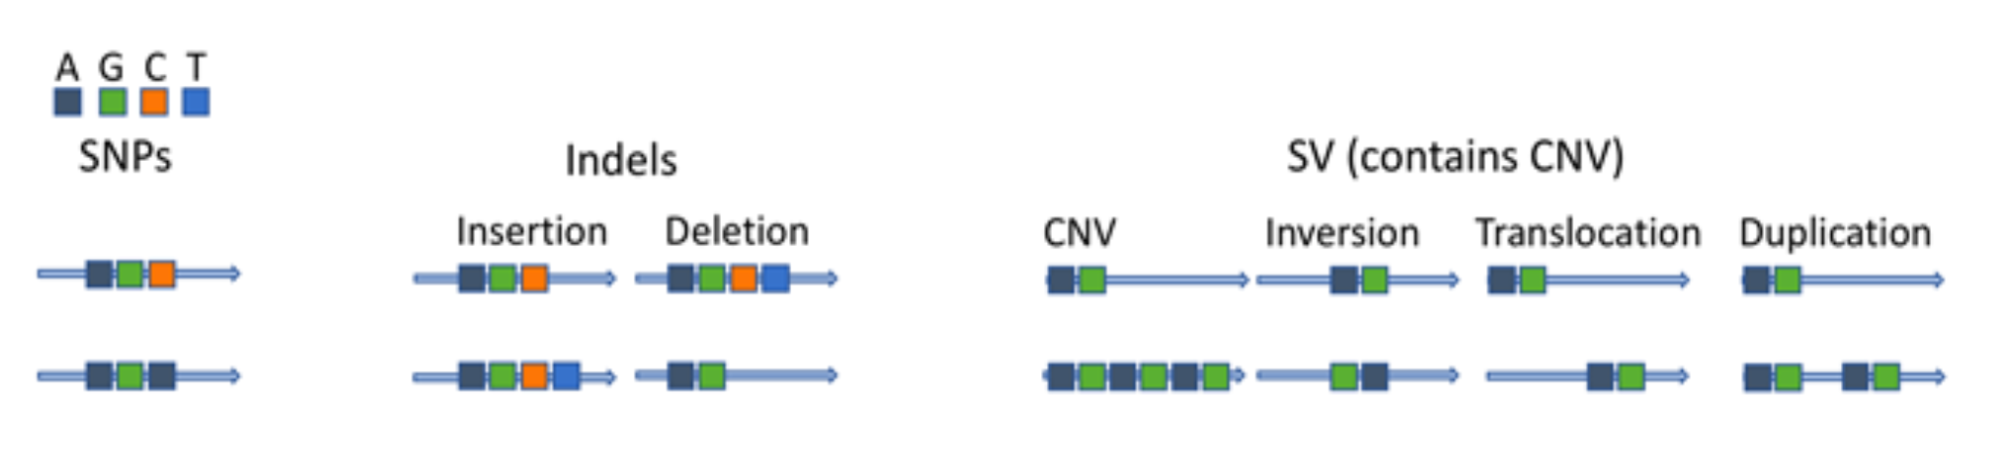 A G C T
SNPs
Indels
SV (contains CNV)
Insertion Deletion
CNV Inversion Translocation Duplication